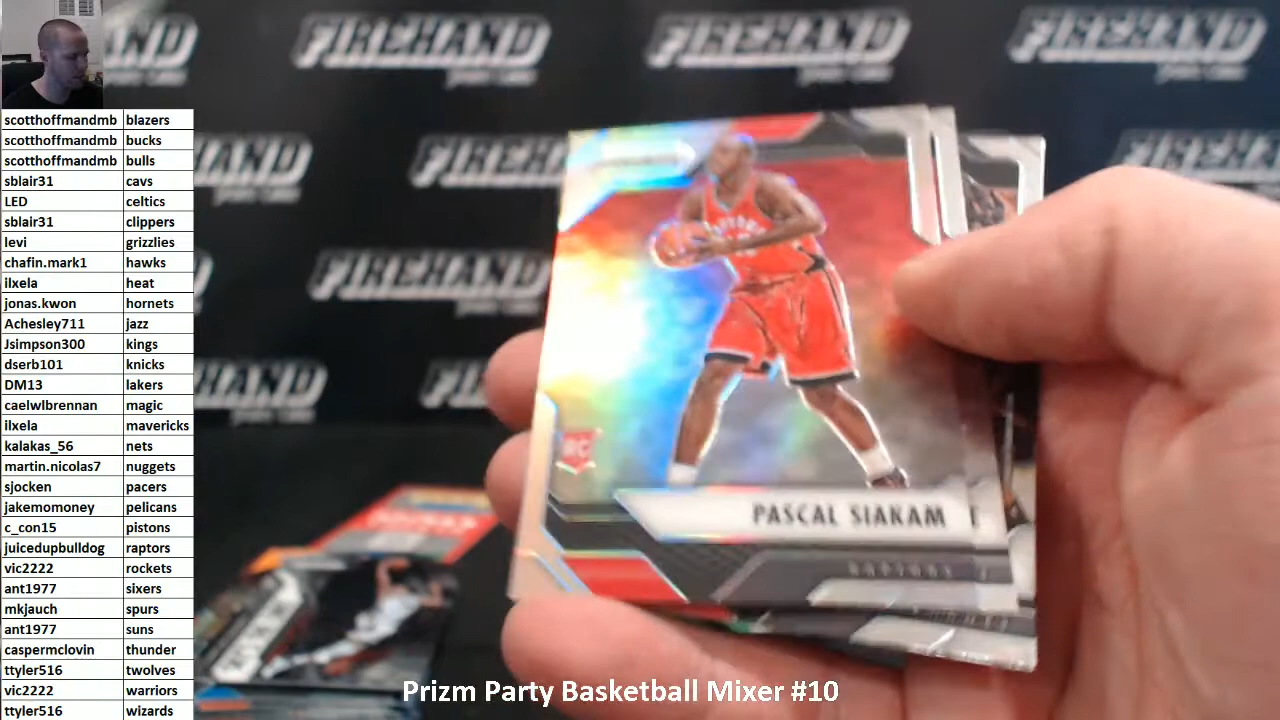 FIREHAND FIREHAND FIREHAND
scotthoffmandmb blazers
scotthoffmandmb bucks
scotthoffmandmb bulls
sblair31 cavs
LED celtics
sblair31 clippers
levi grizzlies
chafin.mark1 hawks
ilxela heat
jonas.kwon hornets
Achesley711 jazz
Jsimpson300 kings
dserb101 knicks
DM13 lakers
caelwlbrennan magic
ilxela mavericks
kalakas_56 nets
martin.nicolas7 nuggets
sjocken pacers
jakemomoney pelicans
c_con15 pistons
juicedupbulldog raptors
vic2222 rockets
ant1977 sixers
mkjauch spurs
ant1977 suns
caspermclovin thunder
ttyler516 twolves
vic2222 warriors
ttyler516 wizards
FIREHAND
RC
PASCAL SIAKAM
RAPTORS
Prizm Party Basketball Mixer #10